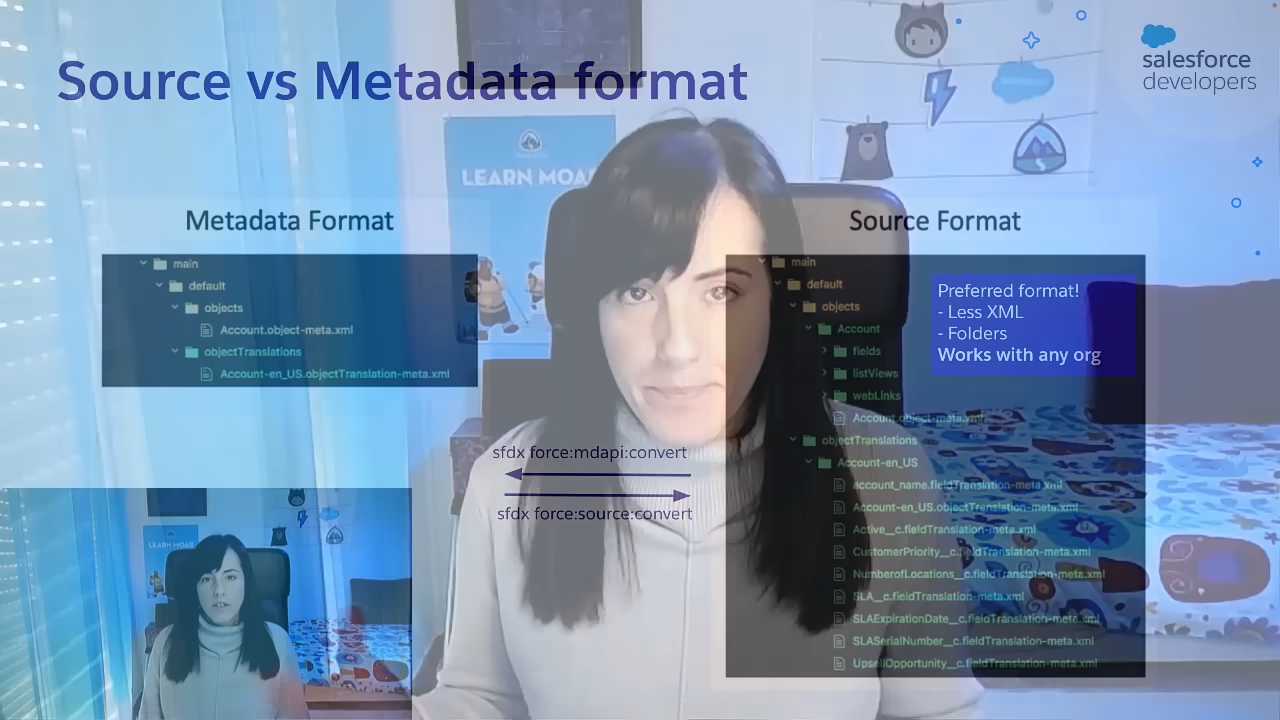 Source vs Metadata format
salesforce
developers
LEARN MOAR
Metadata Format
main
default
objects
Account.object-meta.xml
objectTranslations
Account-en_US.objectTranslation-meta.xml
sfdx force:mdapi:convert
sfdx force:source:convert
Source Format
main
default
objects
Account
fields
listViews
webLinks
Account.object-meta.xml
objectTranslations
Account-en_US
account_name.fieldTranslation-meta.xml
Account-en_US.objectTranslation-meta.xml
Active__c.fieldTranslation-meta.xml
CustomerPriority__c.fieldTranslation-meta.xml
NumberofLocations__c.fieldTranslation-meta.xml
SLA__c.fieldTranslation-meta.xml
SLAExpirationDate__c.fieldTranslation-meta.xml
SLASerialNumber__c.fieldTranslation-meta.xml
UpsellOpportunity__c.fieldTranslation-meta.xml
Preferred format!
- Less XML
- Folders
Works with any org
LEARN MOAR